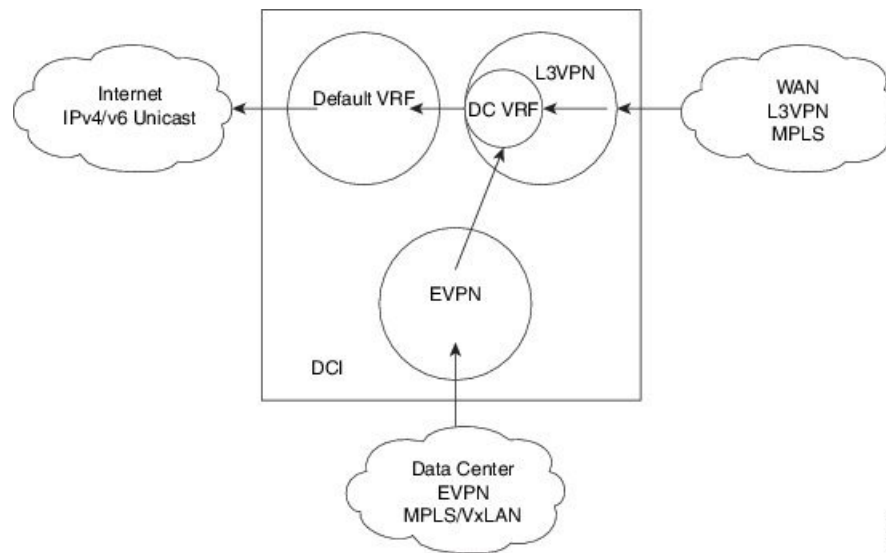 Internet
IPv4/v6 Unicast
Default VRF
L3VPN
DC VRF
WAN
L3VPN
MPLS
EVPN
DCI
Data Center
EVPN
MPLS/VxLAN